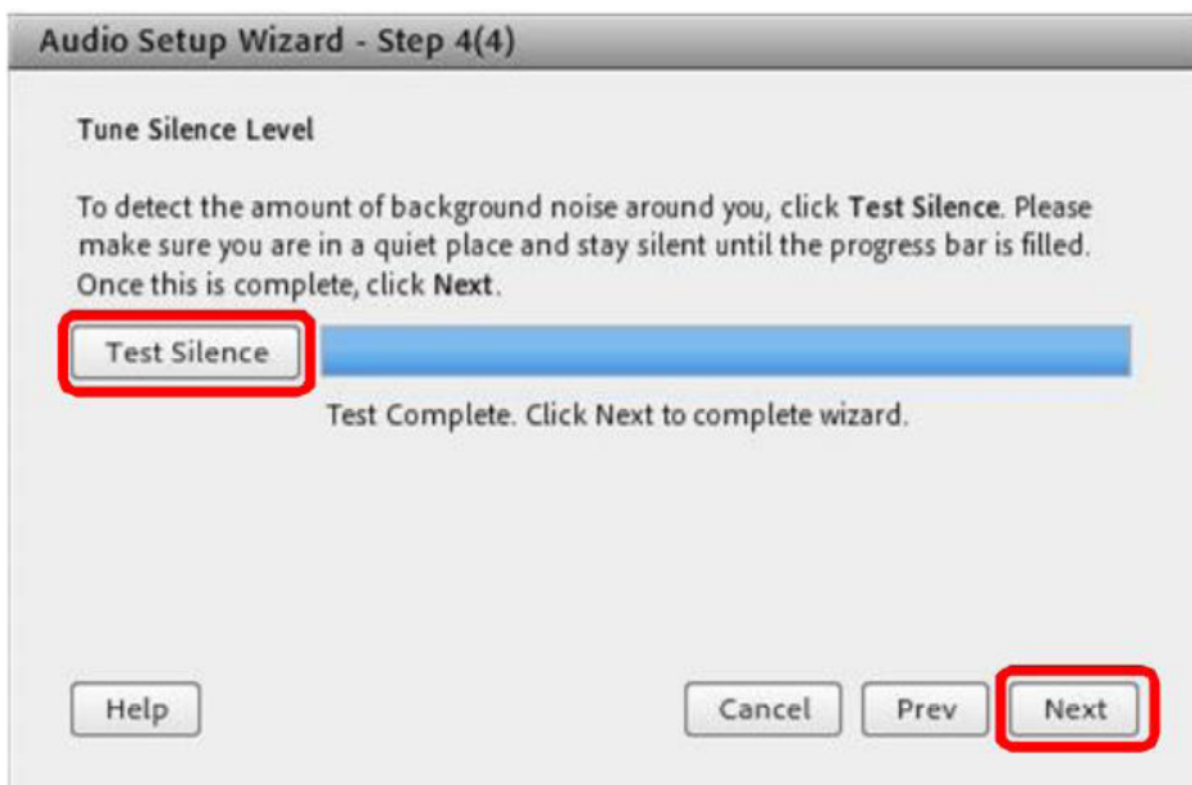 Audio Setup Wizard - Step 4(4)
Tune Silence Level
To detect the amount of background noise around you, click Test Silence. Please
make sure you are in a quiet place and stay silent until the progress bar is filled.
Once this is complete, click Next.
Test Silence
Test Complete. Click Next to complete wizard.
Help
Cancel
Prev
Next